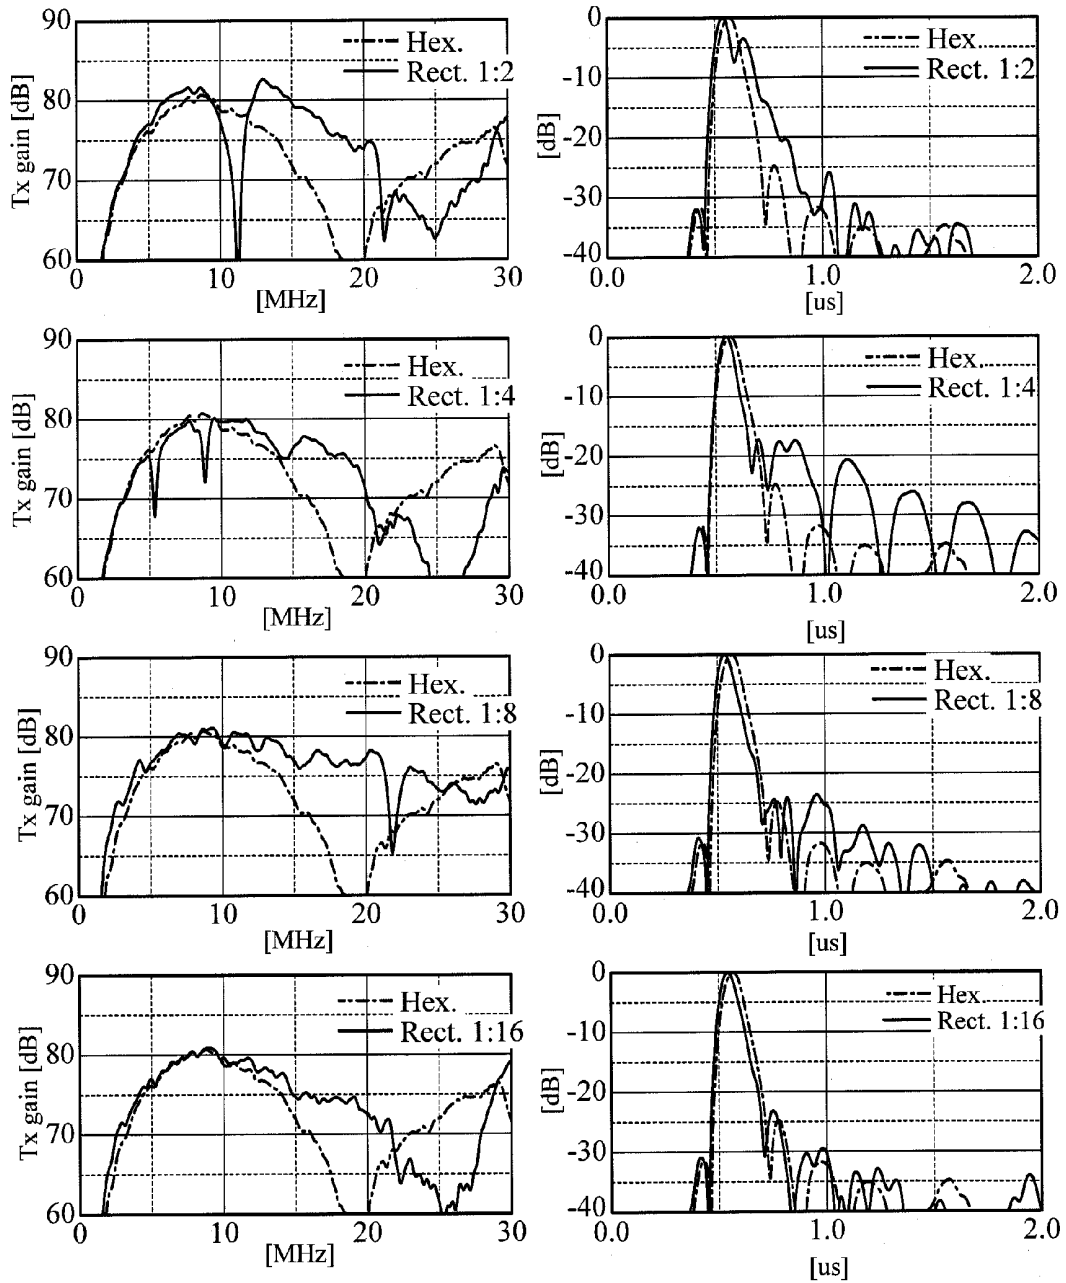 90
80
70
60
Tx gain [dB]
Hex.
Rect. 1:2
0
10
20
30
[MHz]
0
-10
-20
-30
-40
[dB]
Hex.
Rect. 1:2
0.0
1.0
2.0
[us]
90
80
70
60
Tx gain [dB]
Hex.
Rect. 1:4
0
10
20
30
[MHz]
0
-10
-20
-30
-40
[dB]
Hex.
Rect. 1:4
0.0
1.0
2.0
[us]
90
80
70
60
Tx gain [dB]
Hex.
Rect. 1:8
0
10
20
30
[MHz]
0
-10
-20
-30
-40
[dB]
Hex.
Rect. 1:8
0.0
1.0
2.0
[us]
90
80
70
60
Tx gain [dB]
Hex.
Rect. 1:16
0
10
20
30
[MHz]
0
-10
-20
-30
-40
[dB]
Hex.
Rect. 1:16
0.0
1.0
2.0
[us]